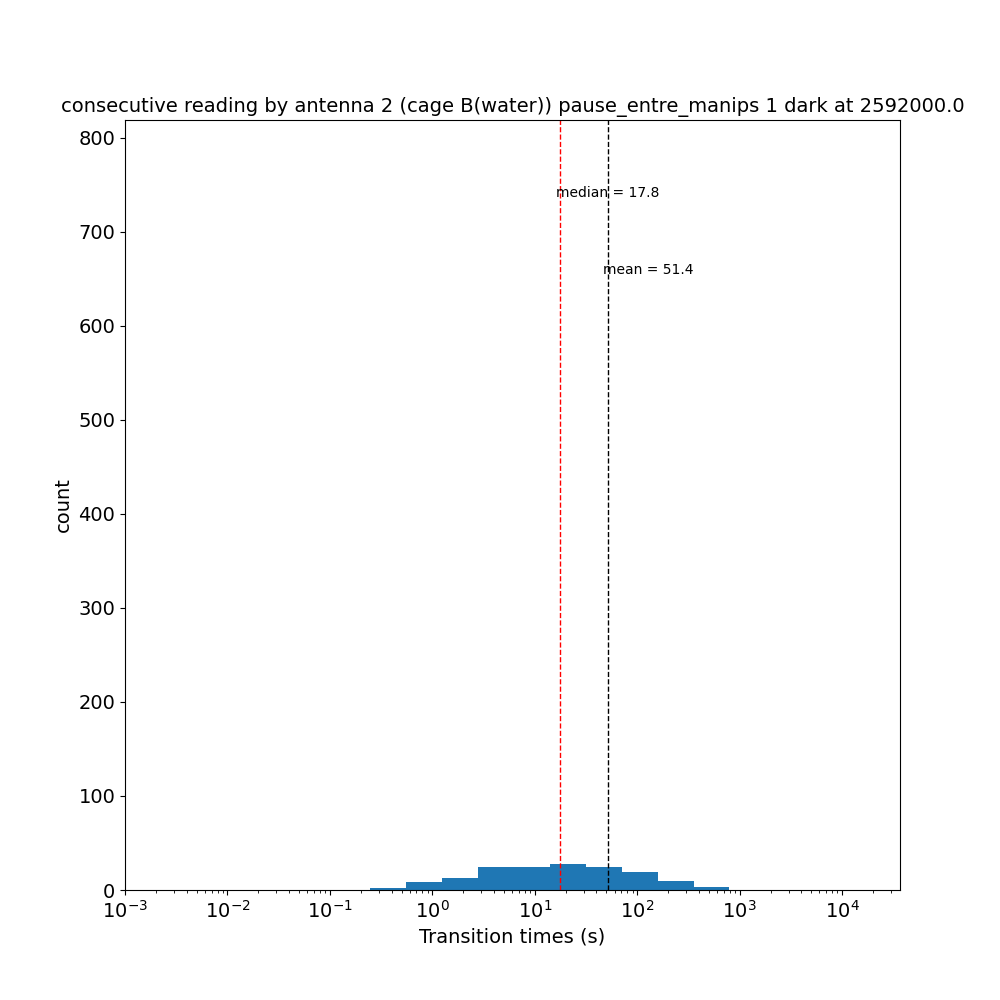 consecutive reading by antenna 2 (cage B(water)) pause_entre_manips 1 dark at 2592000.0
800
median = 17.8
700
mean = 51.4
600
500
400
count
300
200
100
0
10⁻³ 10⁻² 10⁻¹ 10⁰ 10¹ 10² 10³ 10⁴
Transition times (s)